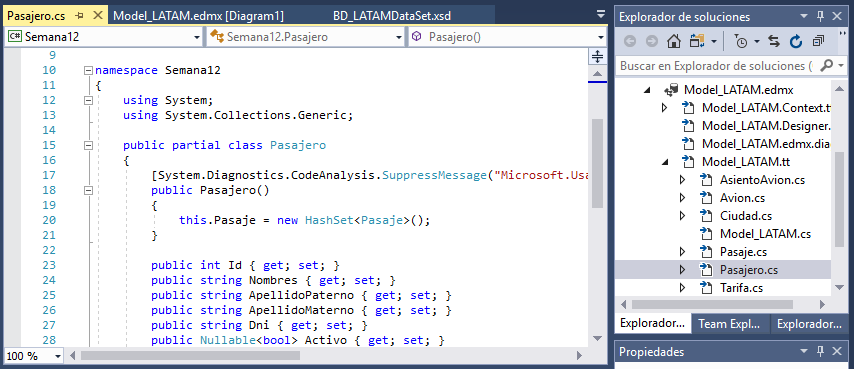 Pasajero.cs
Model_LATAM.edmx [Diagram1]
BD_LATAMDataSet.xsd
Semana12
Semana12.Pasajero
Pasajero()
9
10 namespace Semana12
11 {
12 using System;
13 using System.Collections.Generic;
14
15 public partial class Pasajero
16 {
17 [System.Diagnostics.CodeAnalysis.SuppressMessage("Microsoft.Usa
18 public Pasajero()
19 {
20 this.Pasaje = new HashSet<Pasaje>();
21 }
22
23 public int Id { get; set; }
24 public string Nombres { get; set; }
25 public string ApellidoPaterno { get; set; }
26 public string ApellidoMaterno { get; set; }
27 public string Dni { get; set; }
28 public Nullable<bool> Activo { get; set; }
100 %
Explorador de soluciones
Buscar en Explorador de soluciones (
Model_LATAM.edmx
Model_LATAM.Context.t
Model_LATAM.Designer.
Model_LATAM.edmx.dia
Model_LATAM.tt
AsientoAvion.cs
Avion.cs
Ciudad.cs
Model_LATAM.cs
Pasaje.cs
Pasajero.cs
Tarifa.cs
Explorador...
Team Expl...
Explorador...
Propiedades